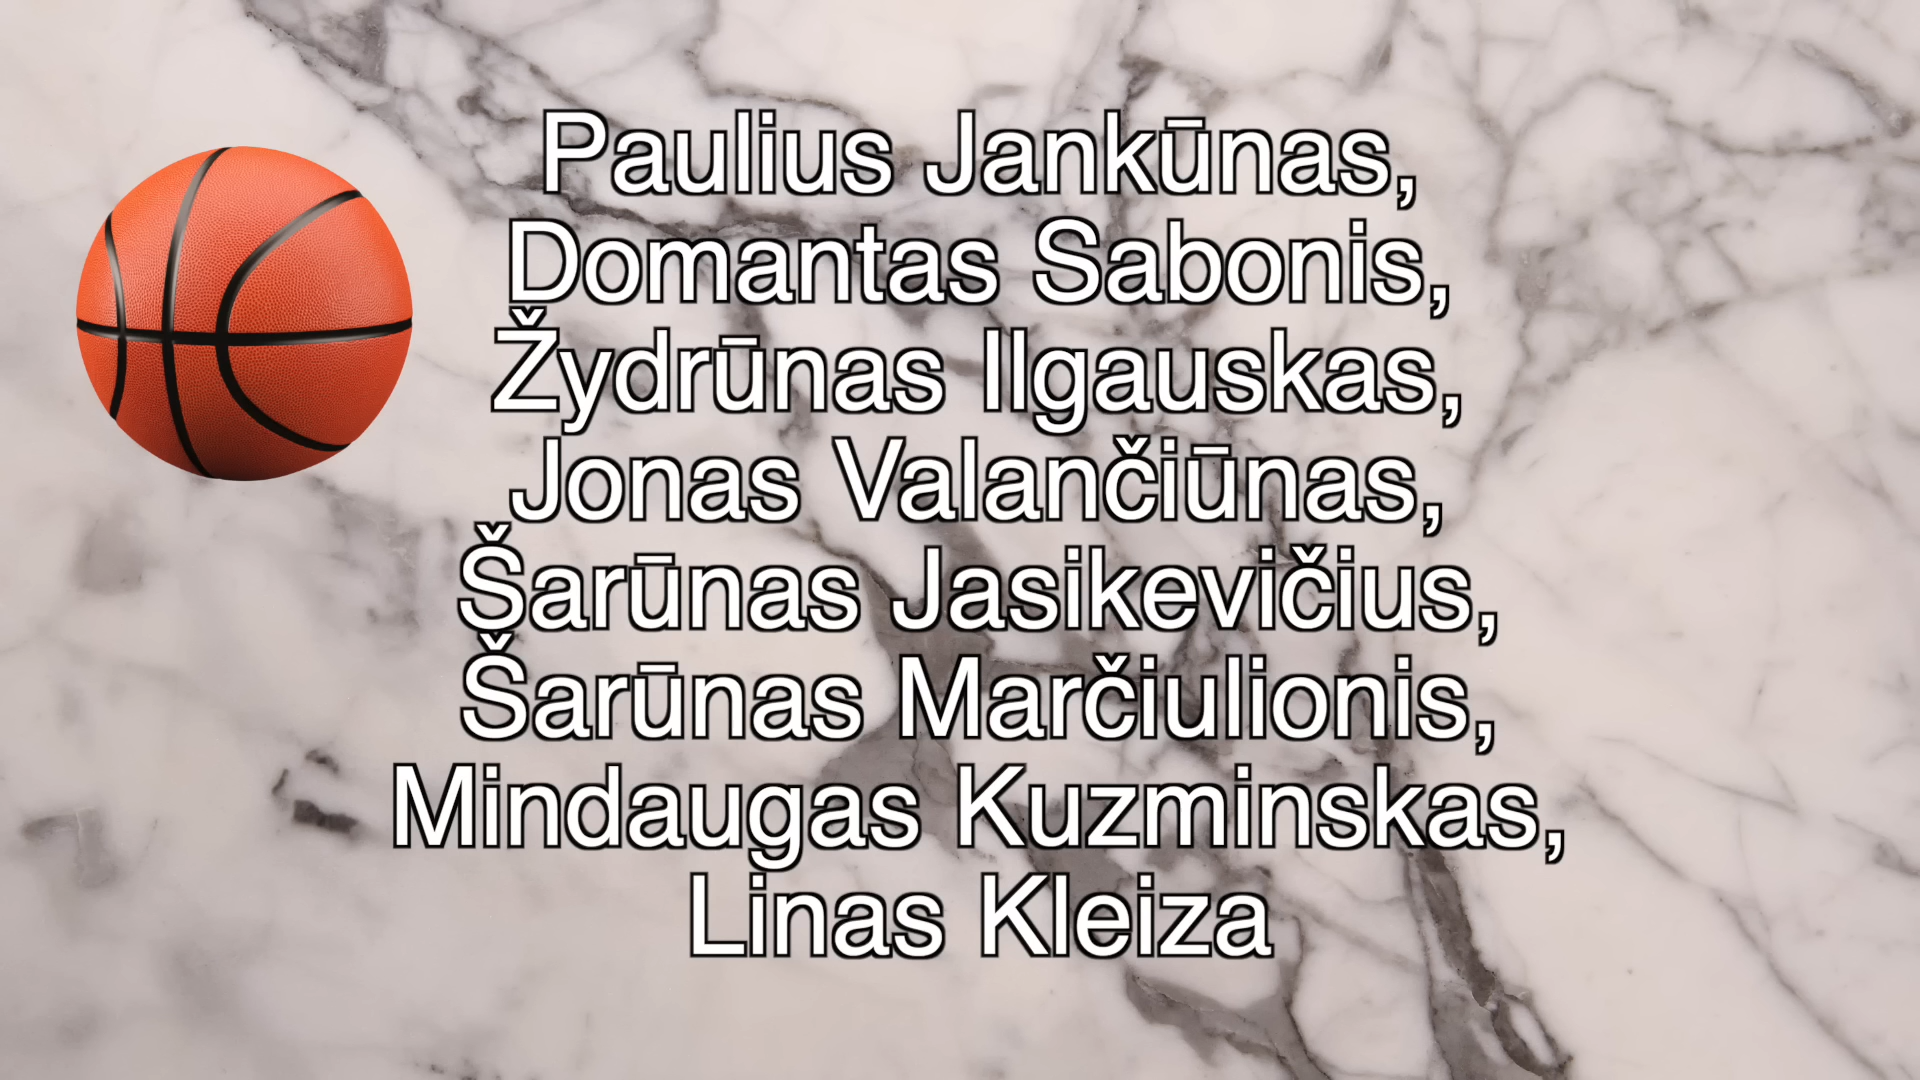 Paulius Jankūnas,
Domantas Sabonis,
Žydrūnas Ilgauskas,
Jonas Valančiūnas,
Šarūnas Jasikevičius,
Šarūnas Marčiulionis,
Mindaugas Kuzminskas,
Linas Kleiza